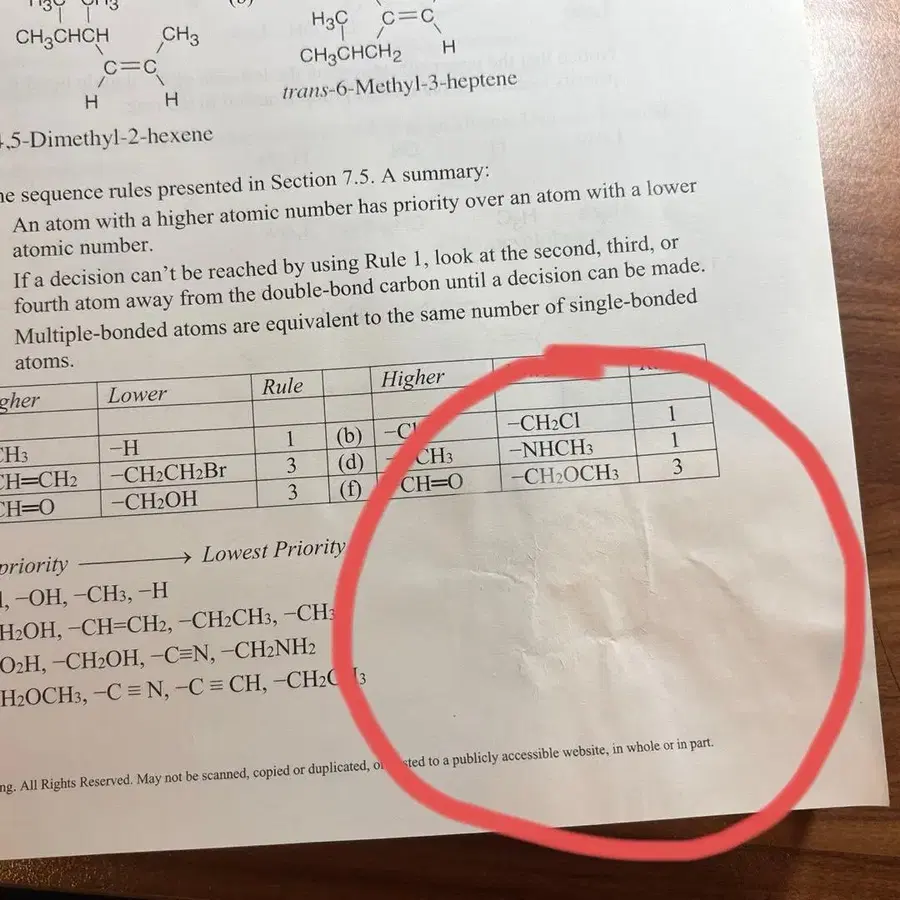 H3C CH3
CH3CHCH CH3
C=C
H H
H3C C=C
CH3CHCH2 H
trans-6-Methyl-3-heptene
,5-Dimethyl-2-hexene
sequence rules presented in Section 7.5. A summary:
An atom with a higher atomic number has priority over an atom with a lower
atomic number.
If a decision can't be reached by using Rule 1, look at the second, third, or
fourth atom away from the double-bond carbon until a decision can be made.
Multiple-bonded atoms are equivalent to the same number of single-bonded
atoms.
gher Lower Rule Higher
CH3 –H 1 (b) –Cl –CH2Cl 1
CH=CH2 –CH2CH2Br 3 (d) CH3 –NHCH3 1
CH=O –CH2OH 3 (f) CH=O –CH2OCH3 3
priority → Lowest Priority
, –OH, –CH3, –H
H2OH, –CH=CH2, –CH2CH3, –CH3
O2H, –CH2OH, –C≡N, –CH2NH2
H2OCH3, –C ≡ N, –C ≡ CH, –CH2CH3
ng. All Rights Reserved. May not be scanned, copied or duplicated, or sted to a publicly accessible website, in whole or in part.